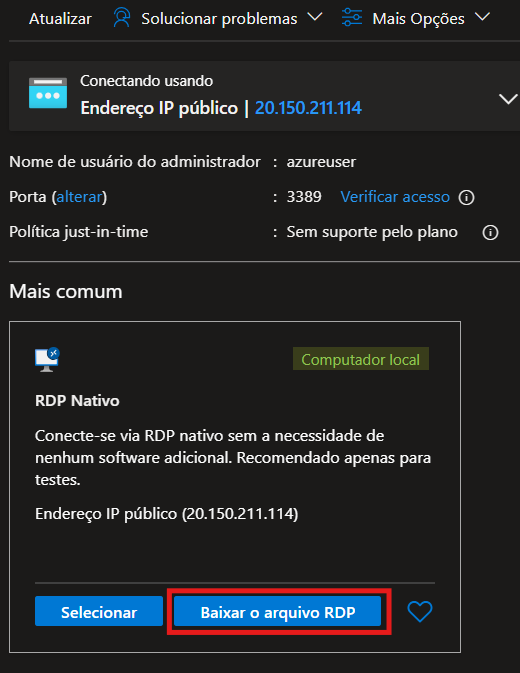 Atualizar Solucionar problemas Mais Opções
Conectando usando
Endereço IP público | 20.150.211.114
Nome de usuário do administrador : azureuser
Porta (alterar) : 3389 Verificar acesso
Política just-in-time : Sem suporte pelo plano
Mais comum
Computador local
RDP Nativo
Conecte-se via RDP nativo sem a necessidade de
nenhum software adicional. Recomendado apenas para
testes.
Endereço IP público (20.150.211.114)
Selecionar Baixar o arquivo RDP